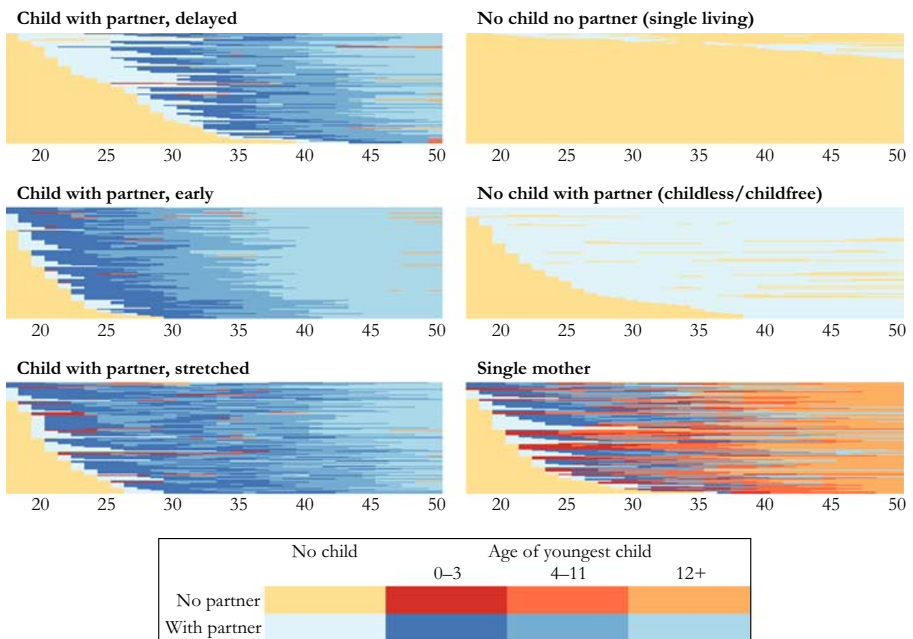 Child with partner, delayed
No child no partner (single living)
20 25 30 35 40 45 50
20 25 30 35 40 45 50
Child with partner, early
No child with partner (childless/childfree)
20 25 30 35 40 45 50
20 25 30 35 40 45 50
Child with partner, stretched
Single mother
20 25 30 35 40 45 50
20 25 30 35 40 45 50
No child Age of youngest child
0–3 4–11 12+
No partner
With partner